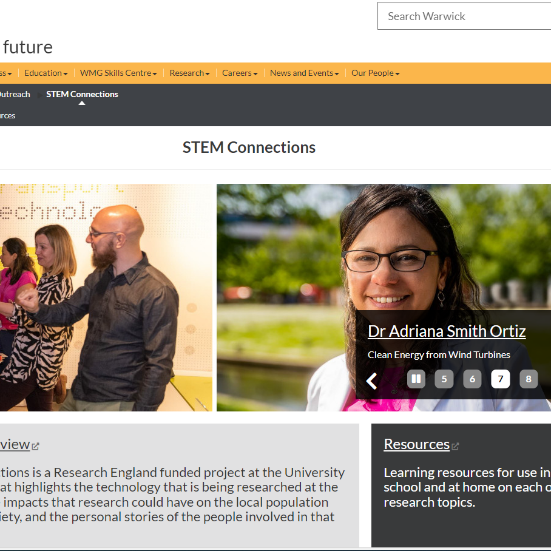 Search Warwick
future
ss
Education
WMG Skills Centre
Research
Careers
News and Events
Our People
utreach
STEM Connections
rces
STEM Connections
ransport
echnology
Dr Adriana Smith Ortiz
Clean Energy from Wind Turbines
5 6 7 8
view
Resources
tions is a Research England funded project at the University
at highlights the technology that is being researched at the
impacts that research could have on the local population
iety, and the personal stories of the people involved in that
Learning resources for use in
school and at home on each o
research topics.